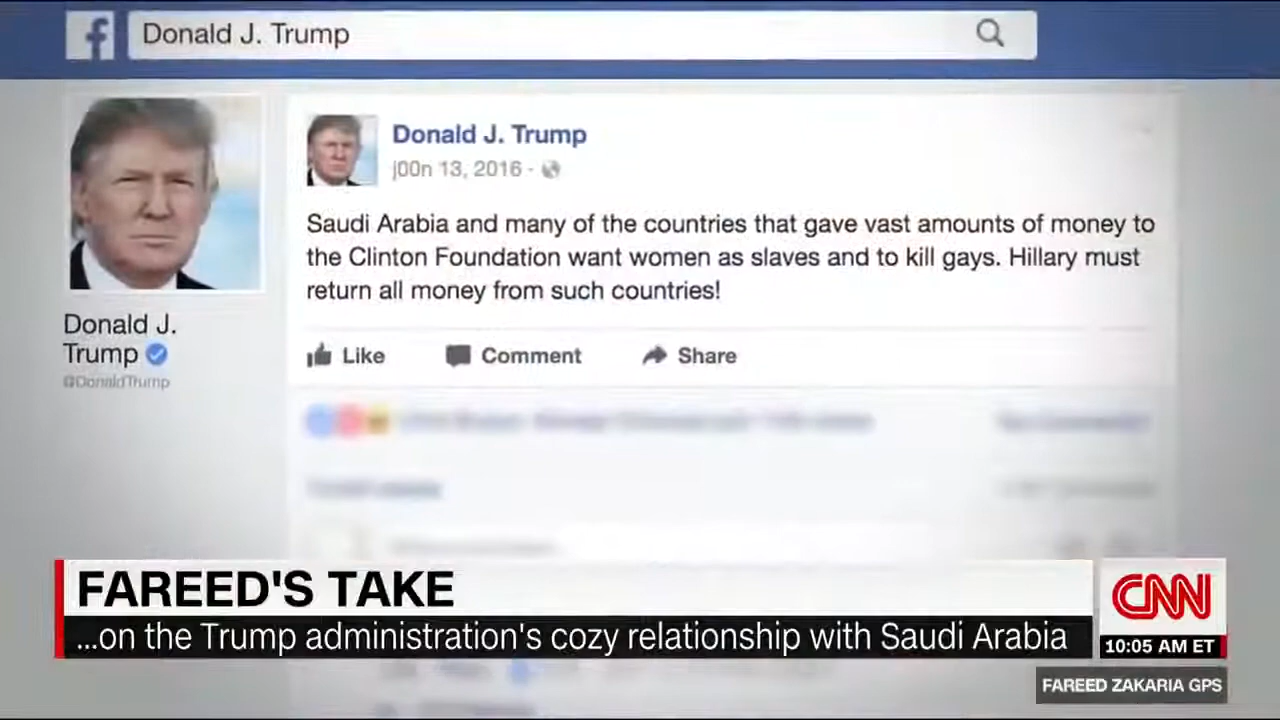 Donald J. Trump
Donald J. Trump
j00n 13, 2016 ·
Saudi Arabia and many of the countries that gave vast amounts of money to
the Clinton Foundation want women as slaves and to kill gays. Hillary must
return all money from such countries!
Donald J.
Trump
@DonaldTrump
Like Comment Share
FAREED'S TAKE
...on the Trump administration's cozy relationship with Saudi Arabia
CNN
10:05 AM ET
FAREED ZAKARIA GPS